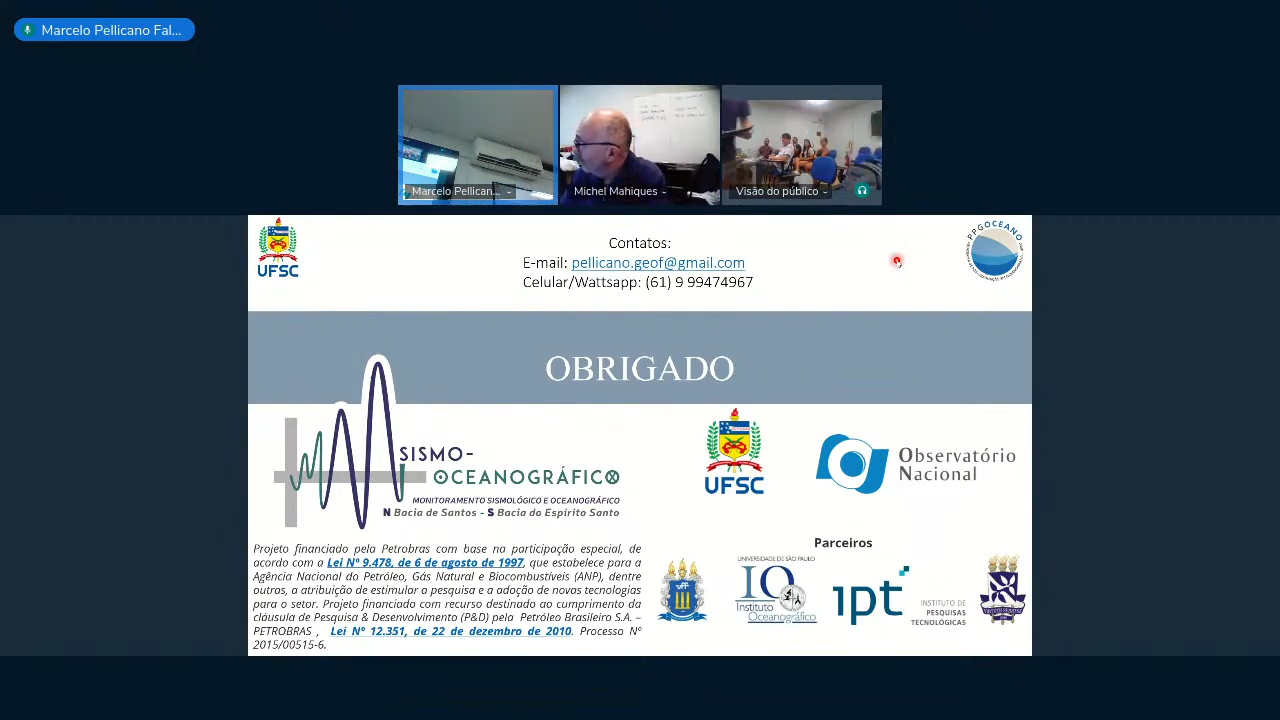 Marcelo Pellicano Fal...
Marcelo Pellican...
Michel Mahiques
Visão do público
UFSC
Contatos:
E-mail: pellicano.geof@gmail.com
Celular/Wattsapp: (61) 9 99474967
PPGOCEANO
OBRIGADO
SISMO-
OCEANOGRÁFICO
MONITORAMENTO SISMOLÓGICO E OCEANOGRÁFICO
N Bacia de Santos - S Bacia do Espírito Santo
UFSC
Observatório
Nacional
Projeto financiado pela Petrobras com base na participação especial, de
acordo com a Lei Nº 9.478, de 6 de agosto de 1997, que estabelece para a
Agência Nacional do Petróleo, Gás Natural e Biocombustíveis (ANP), dentre
outras, a atribuição de estimular a pesquisa e a adoção de novas tecnologias
para o setor. Projeto financiado com recurso destinado ao cumprimento da
cláusula de Pesquisa & Desenvolvimento (P&D) pela Petróleo Brasileiro S.A. –
PETROBRAS , Lei Nº 12.351, de 22 de dezembro de 2010. Processo Nº
2015/00515-6.
Parceiros
uff
UNIVERSIDADE DE SÃO PAULO
IO
Instituto
Oceanográfico
ipt
INSTITUTO DE
PESQUISAS
TECNOLÓGICAS